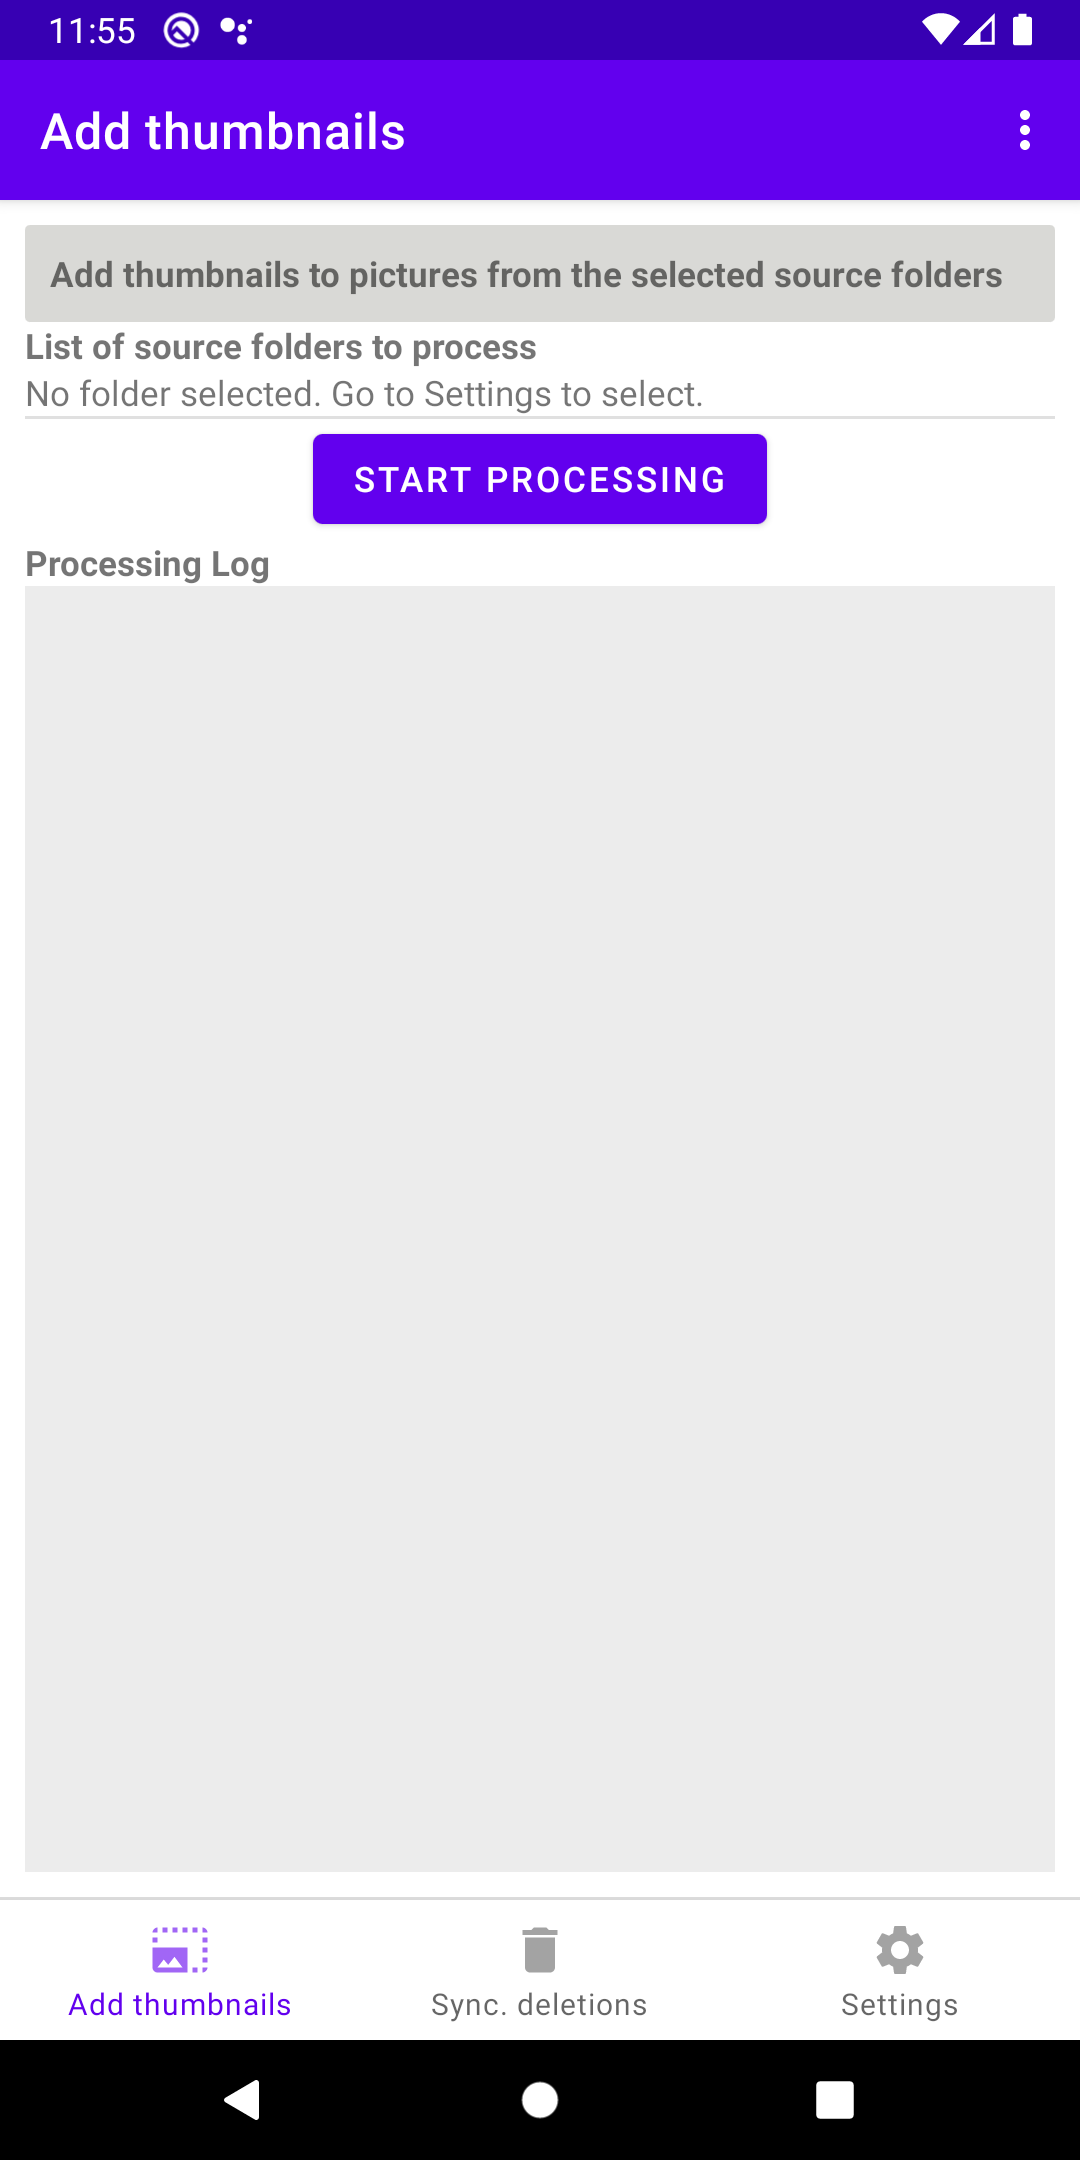 11:55
Add thumbnails
Add thumbnails to pictures from the selected source folders
List of source folders to process
No folder selected. Go to Settings to select.
START PROCESSING
Processing Log
Add thumbnails
Sync. deletions
Settings